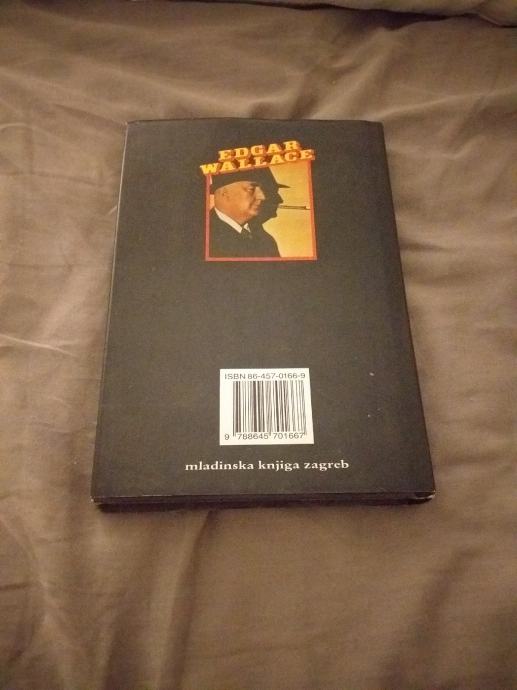 EDGAR
WALLACE
ISBN 86-457-0166-9
9 788645 701667
mladinska knjiga zagreb